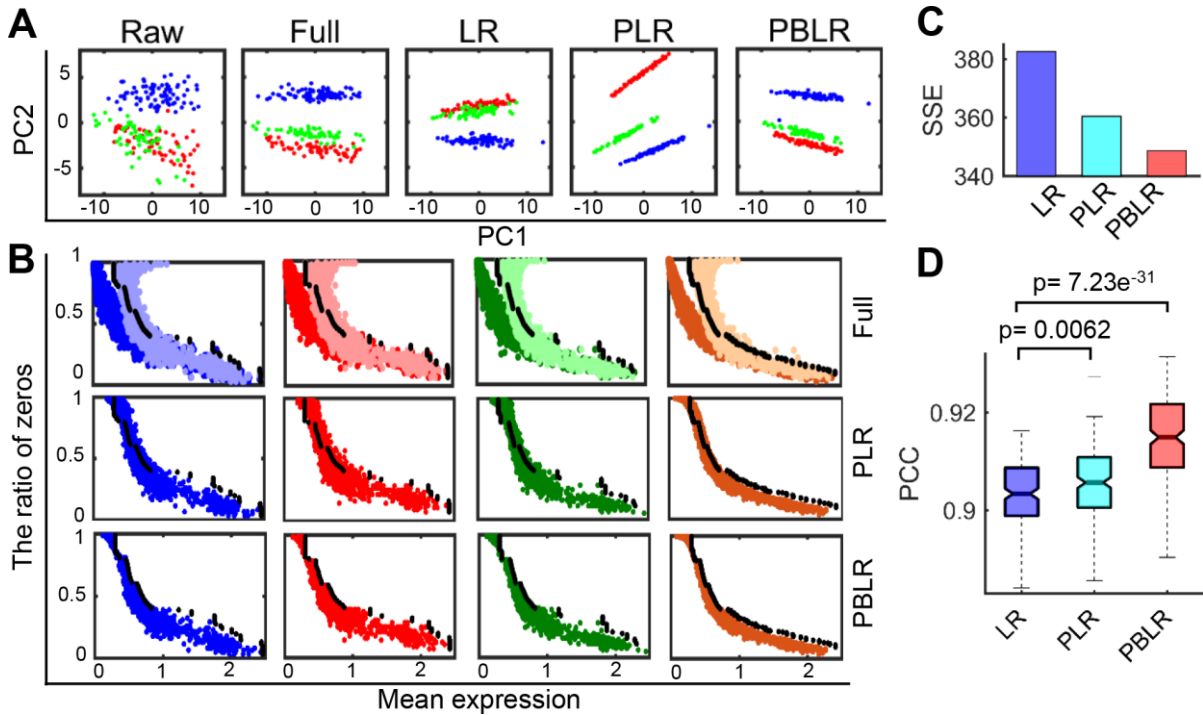 A
Raw Full LR PLR PBLR
PC2
5
0
-5
-10 0 10 -10 0 10 -10 0 10 -10 0 10 -10 0 10
PC1
B
The ratio of zeros
1
0.5
0
Full
1
0.5
0
PLR
1
0.5
0
PBLR
0 1 2 0 1 2 0 1 2 0 1 2
Mean expression
C
SSE
380
360
340
LR PLR PBLR
D
p= 7.23e-31
p= 0.0062
PCC
0.92
0.9
LR PLR PBLR